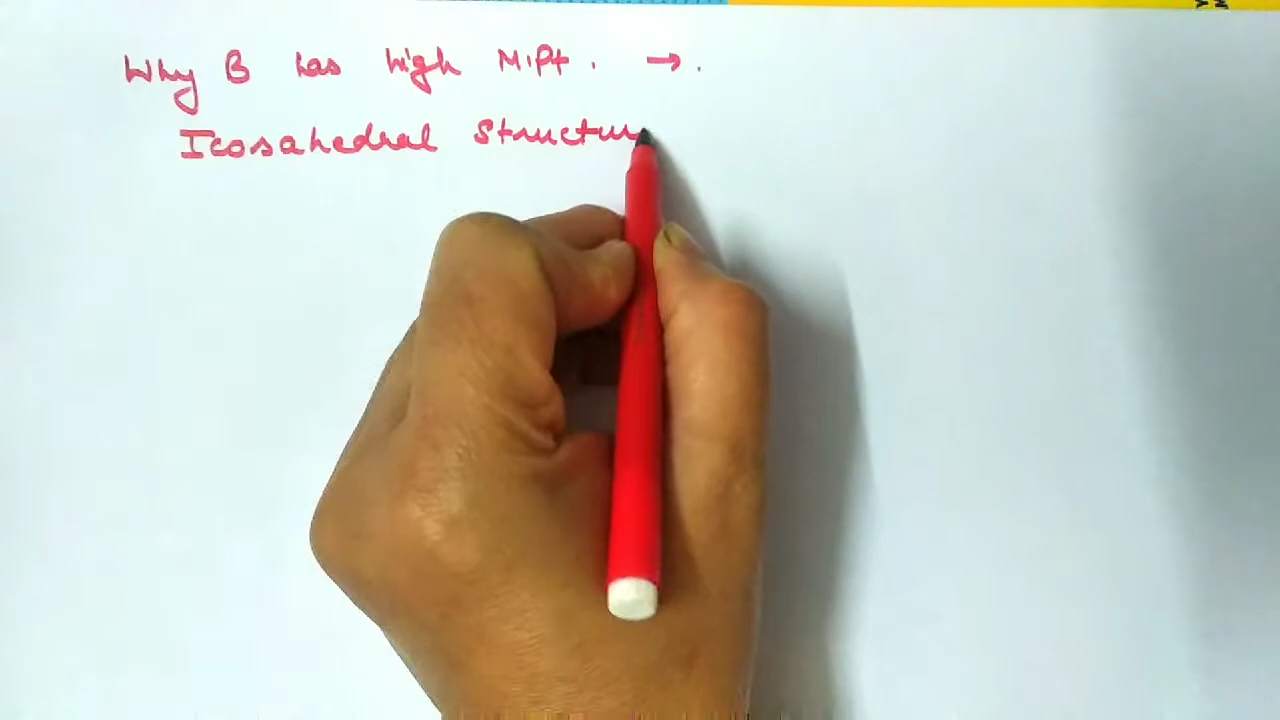 Why B has high M.Pt. → .
Icosahedral Structu